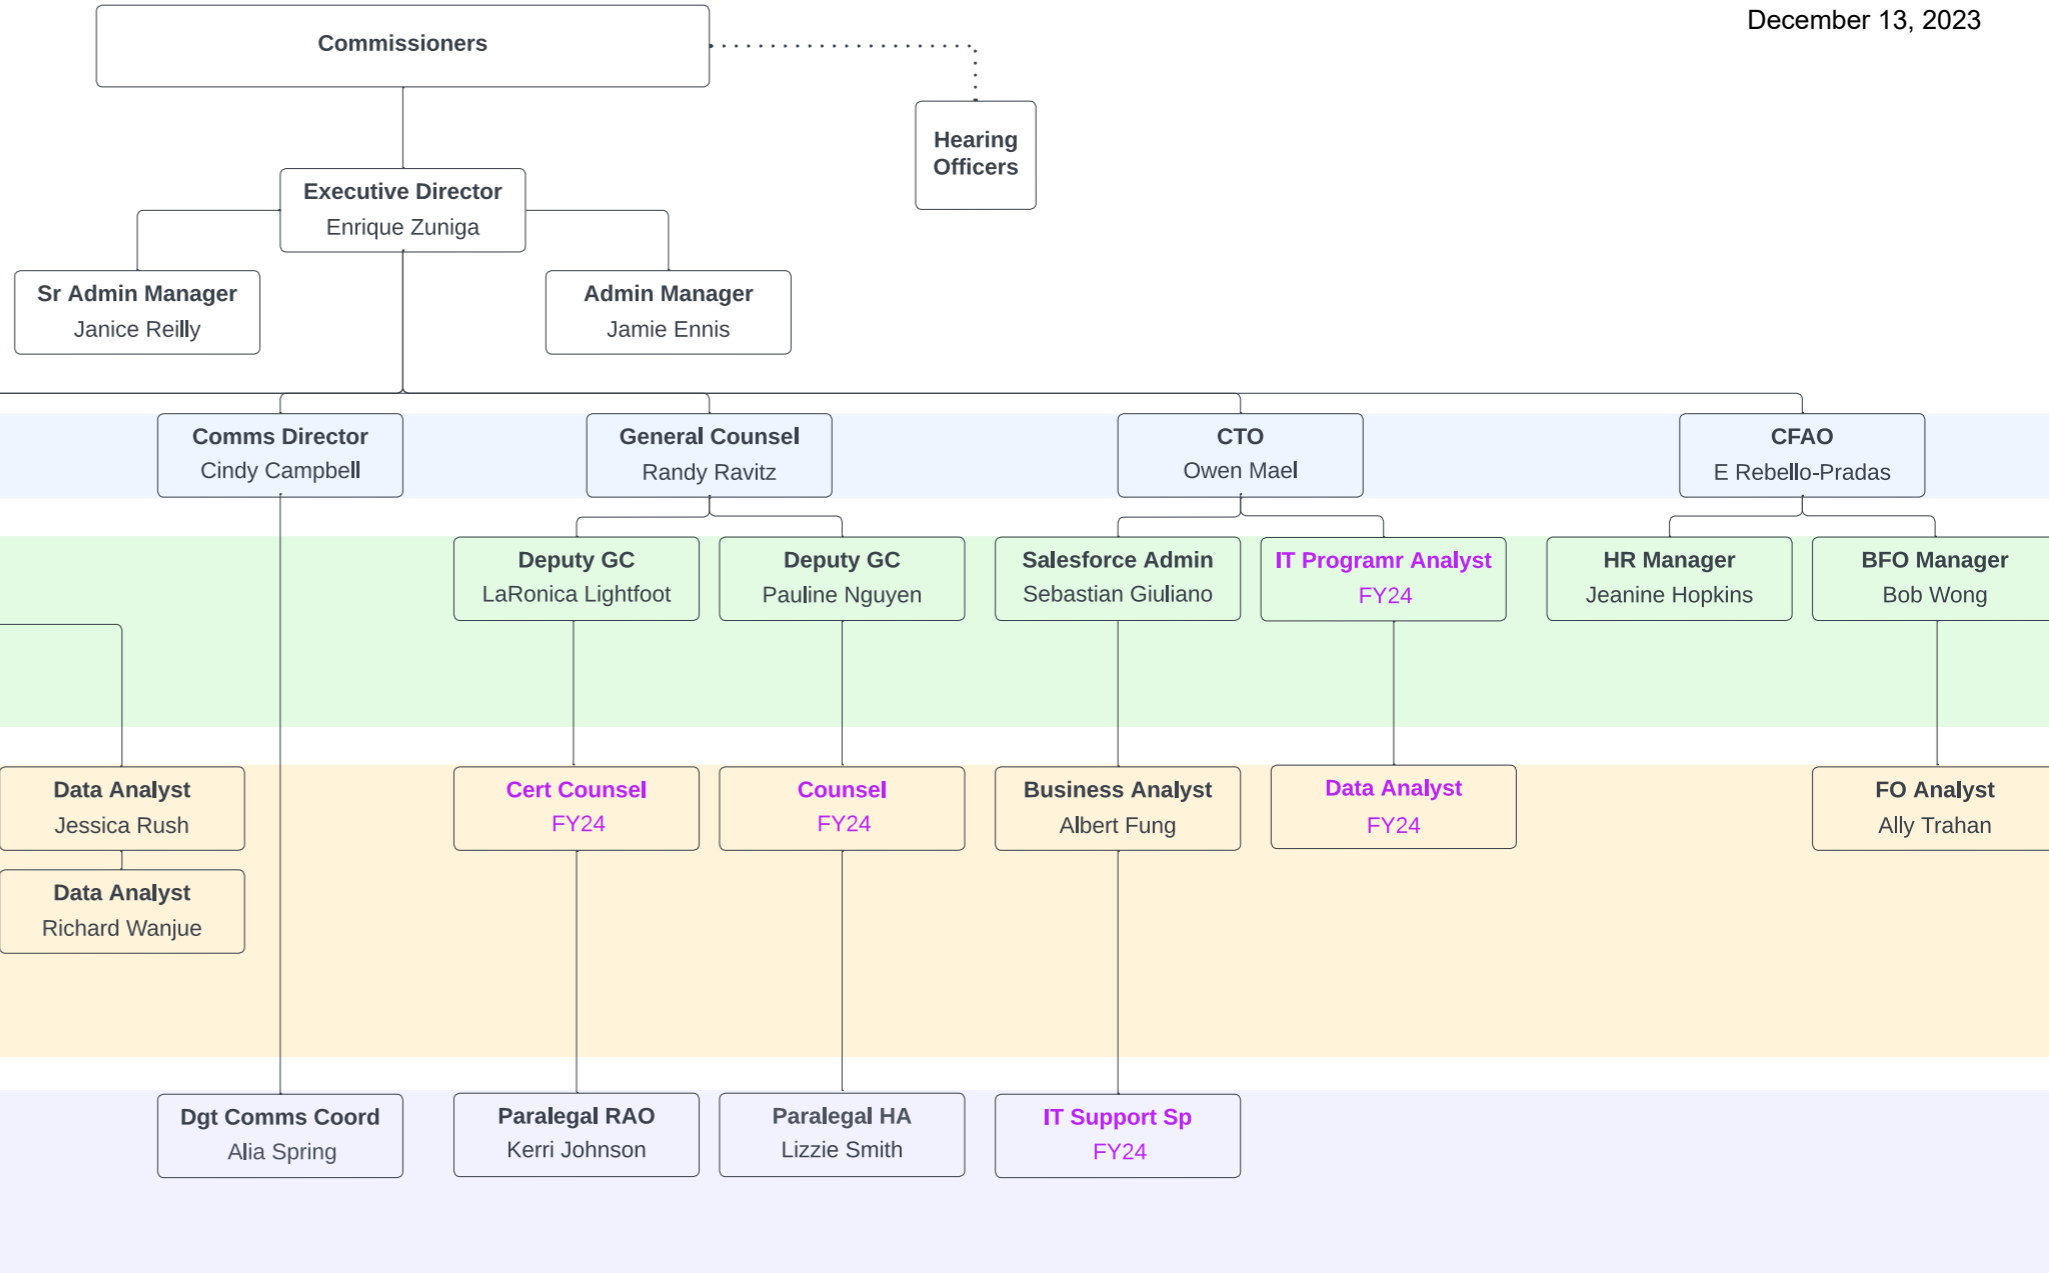 December 13, 2023
Commissioners
Hearing
Officers
Executive Director
Enrique Zuniga
Sr Admin Manager
Janice Reilly
Admin Manager
Jamie Ennis
Comms Director
Cindy Campbell
General Counsel
Randy Ravitz
CTO
Owen Mael
CFAO
E Rebello-Pradas
Deputy GC
LaRonica Lightfoot
Deputy GC
Pauline Nguyen
Salesforce Admin
Sebastian Giuliano
IT Programr Analyst
FY24
HR Manager
Jeanine Hopkins
BFO Manager
Bob Wong
Data Analyst
Jessica Rush
Cert Counsel
FY24
Counsel
FY24
Business Analyst
Albert Fung
Data Analyst
FY24
FO Analyst
Ally Trahan
Data Analyst
Richard Wanjue
Dgt Comms Coord
Alia Spring
Paralegal RAO
Kerri Johnson
Paralegal HA
Lizzie Smith
IT Support Sp
FY24